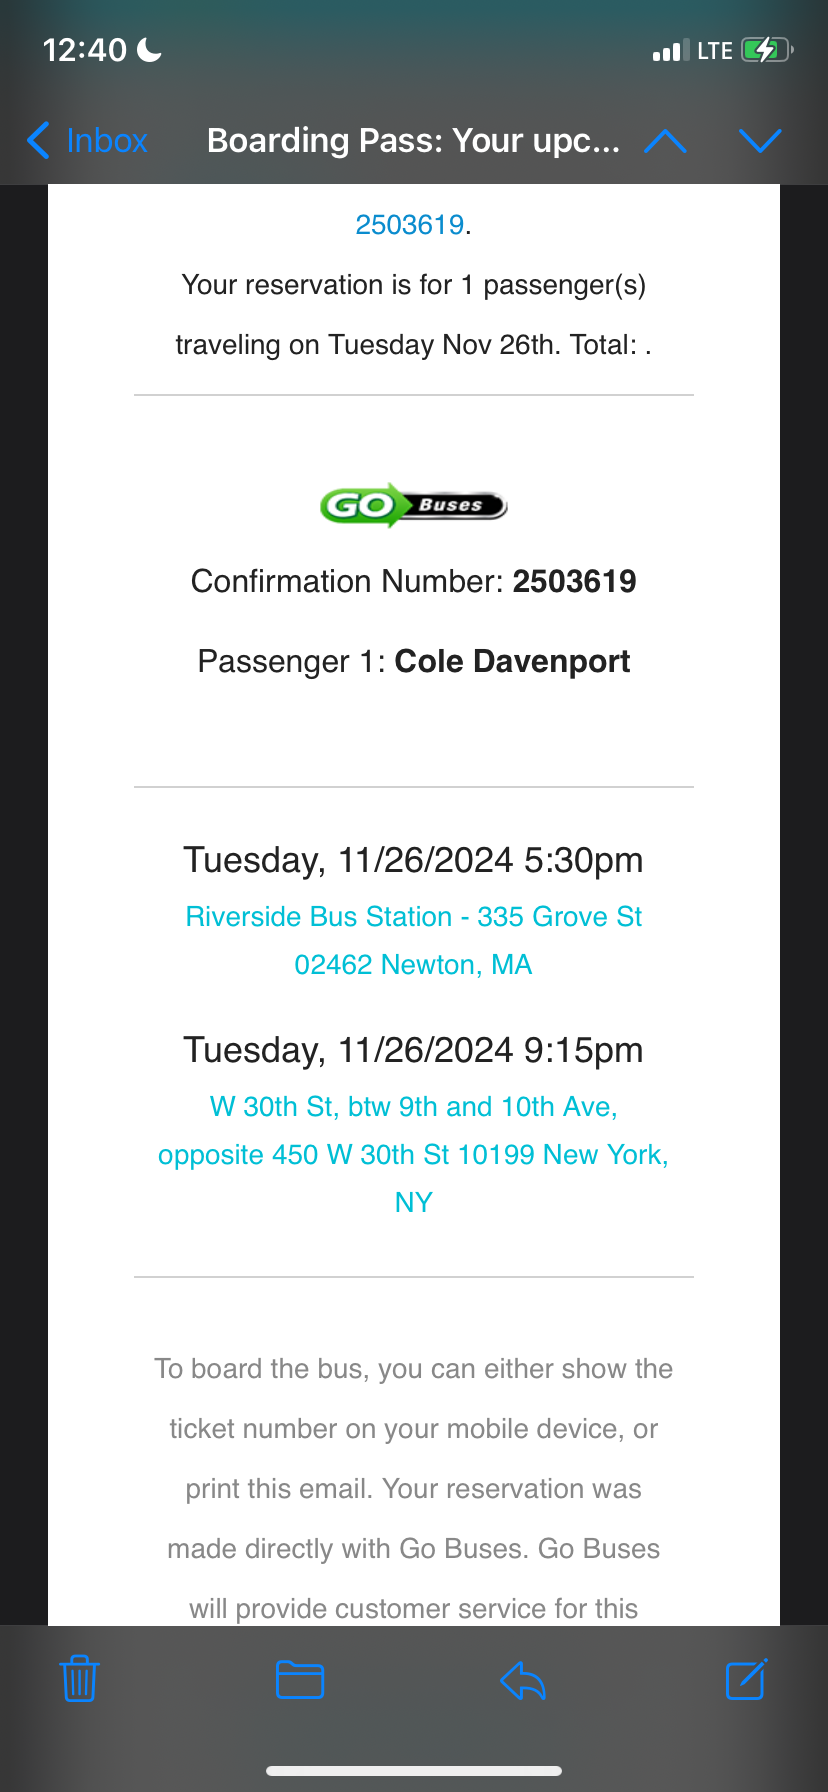 12:40
LTE
Inbox
Boarding Pass: Your upc...
2503619.
Your reservation is for 1 passenger(s)
traveling on Tuesday Nov 26th. Total: .
GO Buses
Confirmation Number: 2503619
Passenger 1: Cole Davenport
Tuesday, 11/26/2024 5:30pm
Riverside Bus Station - 335 Grove St
02462 Newton, MA
Tuesday, 11/26/2024 9:15pm
W 30th St, btw 9th and 10th Ave,
opposite 450 W 30th St 10199 New York,
NY
To board the bus, you can either show the
ticket number on your mobile device, or
print this email. Your reservation was
made directly with Go Buses. Go Buses
will provide customer service for this